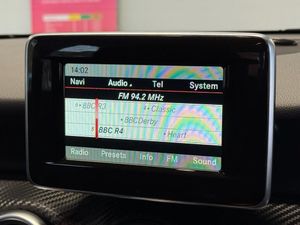 14:02
Navi Audio Tel System
FM 94.2 MHz
BBC R3
Classic
BBCDerby
BBC R4
Heart
Radio Presets Info FM Sound